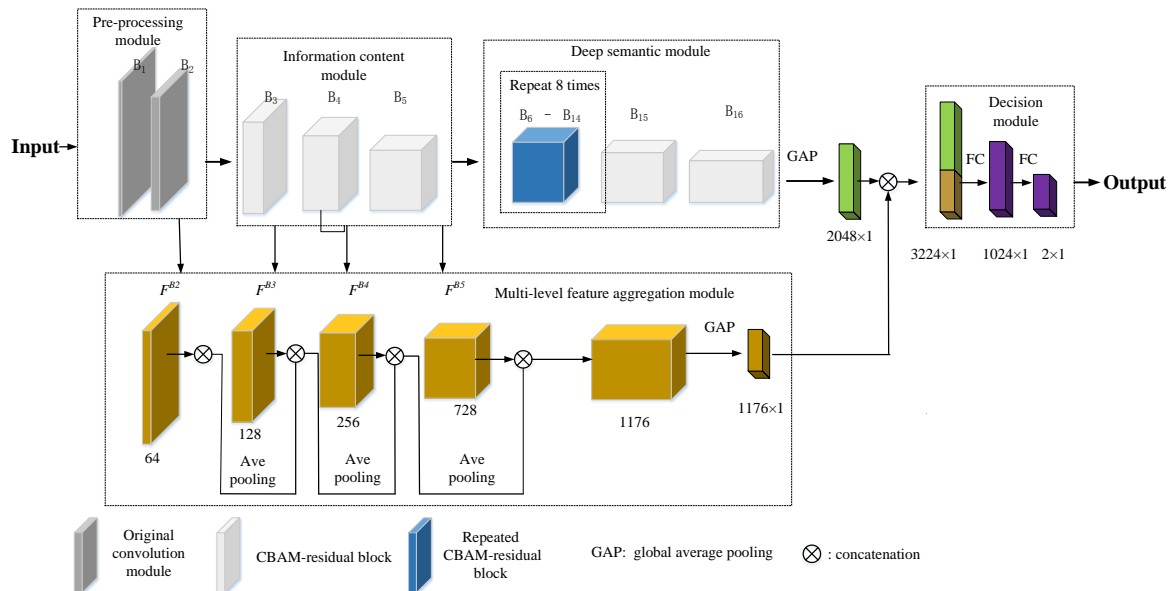 Pre-processing
module
B₁ B₂
Input
Information content
module
B₃ B₄ B₅
Deep semantic module
Repeat 8 times
B₆ - B₁₄
B₁₅
B₁₆
GAP
2048×1
Decision
module
FC FC
Output
3224×1 1024×1 2×1
F^B2 F^B3 F^B4 F^B5
Multi-level feature aggregation module
GAP
64
128
256
728
1176
1176×1
Ave
pooling
Ave
pooling
Ave
pooling
Original
convolution
module
CBAM-residual block
Repeated
CBAM-residual
block
GAP: global average pooling
: concatenation